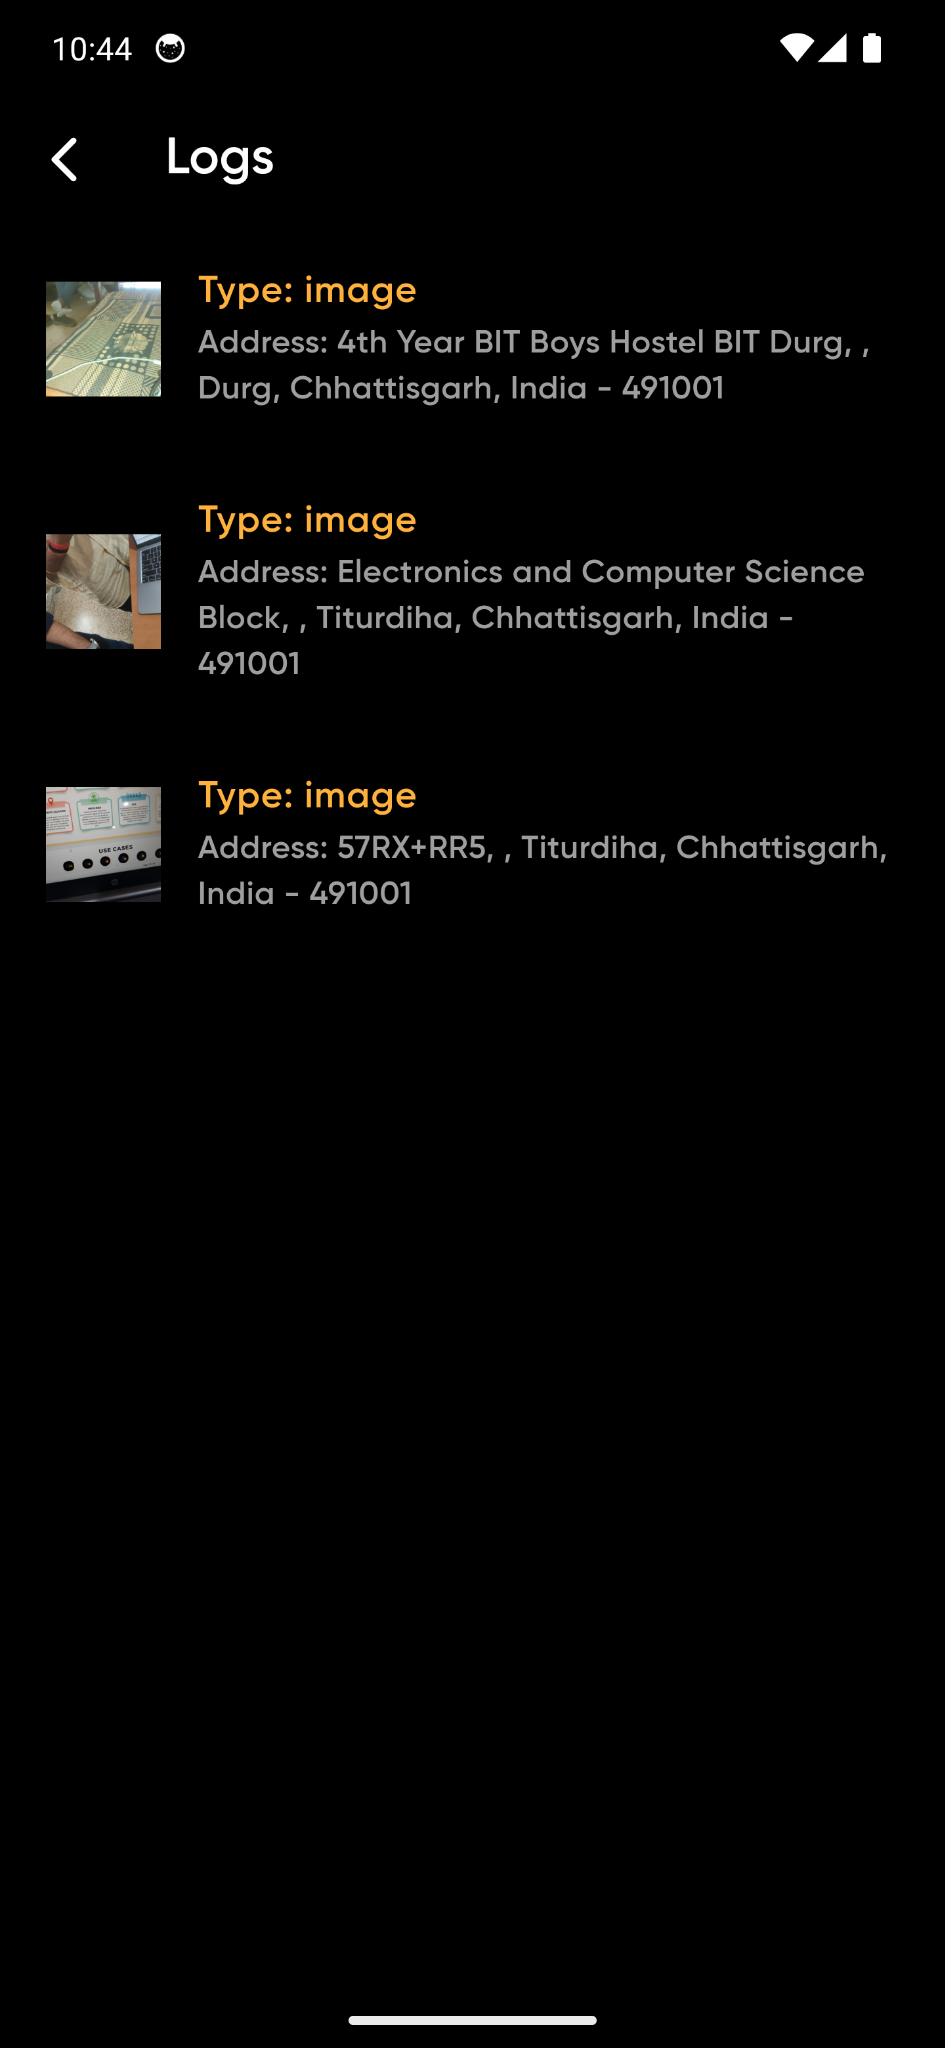 10:44
Logs
Type: image
Address: 4th Year BIT Boys Hostel BIT Durg, ,
Durg, Chhattisgarh, India - 491001
Type: image
Address: Electronics and Computer Science
Block, , Titurdiha, Chhattisgarh, India -
491001
Type: image
Address: 57RX+RR5, , Titurdiha, Chhattisgarh,
India - 491001
USE CASES